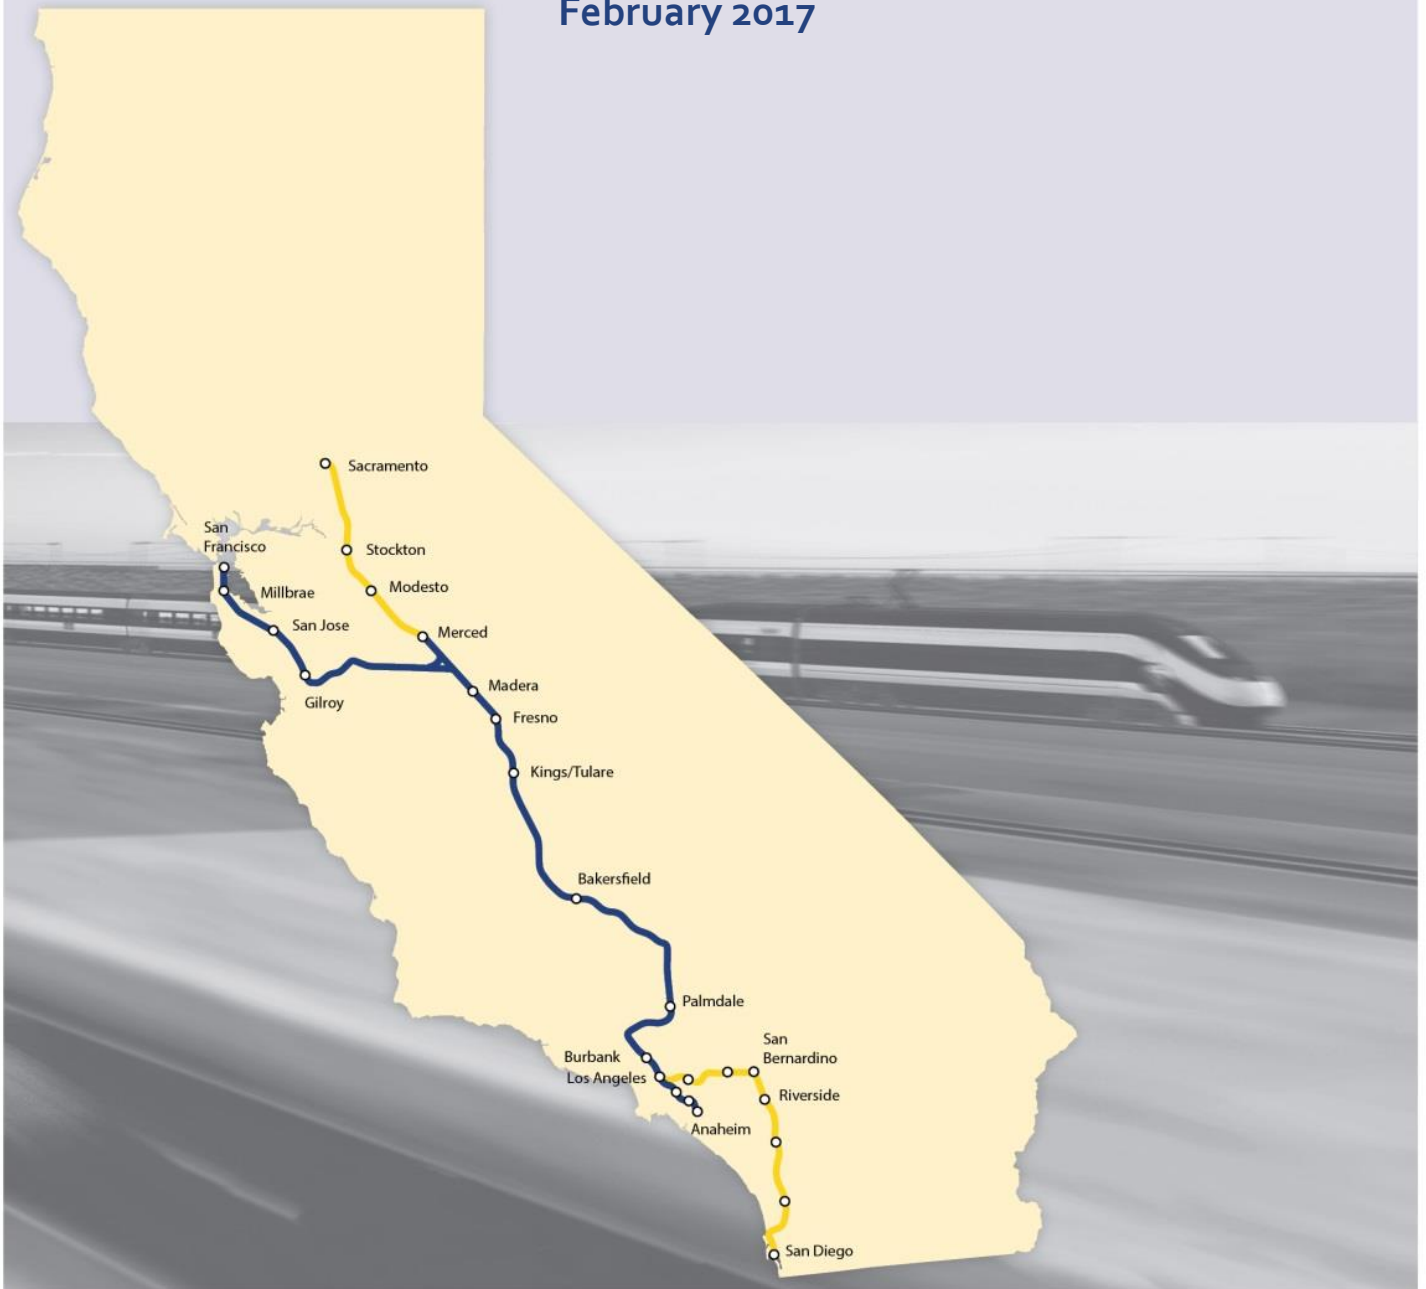 February 2017
Sacramento
San
Francisco
Stockton
Modesto
Millbrae
San Jose
Merced
Gilroy
Madera
Fresno
Kings/Tulare
Bakersfield
Palmdale
San
Bernardino
Burbank
Los Angeles
Riverside
Anaheim
San Diego